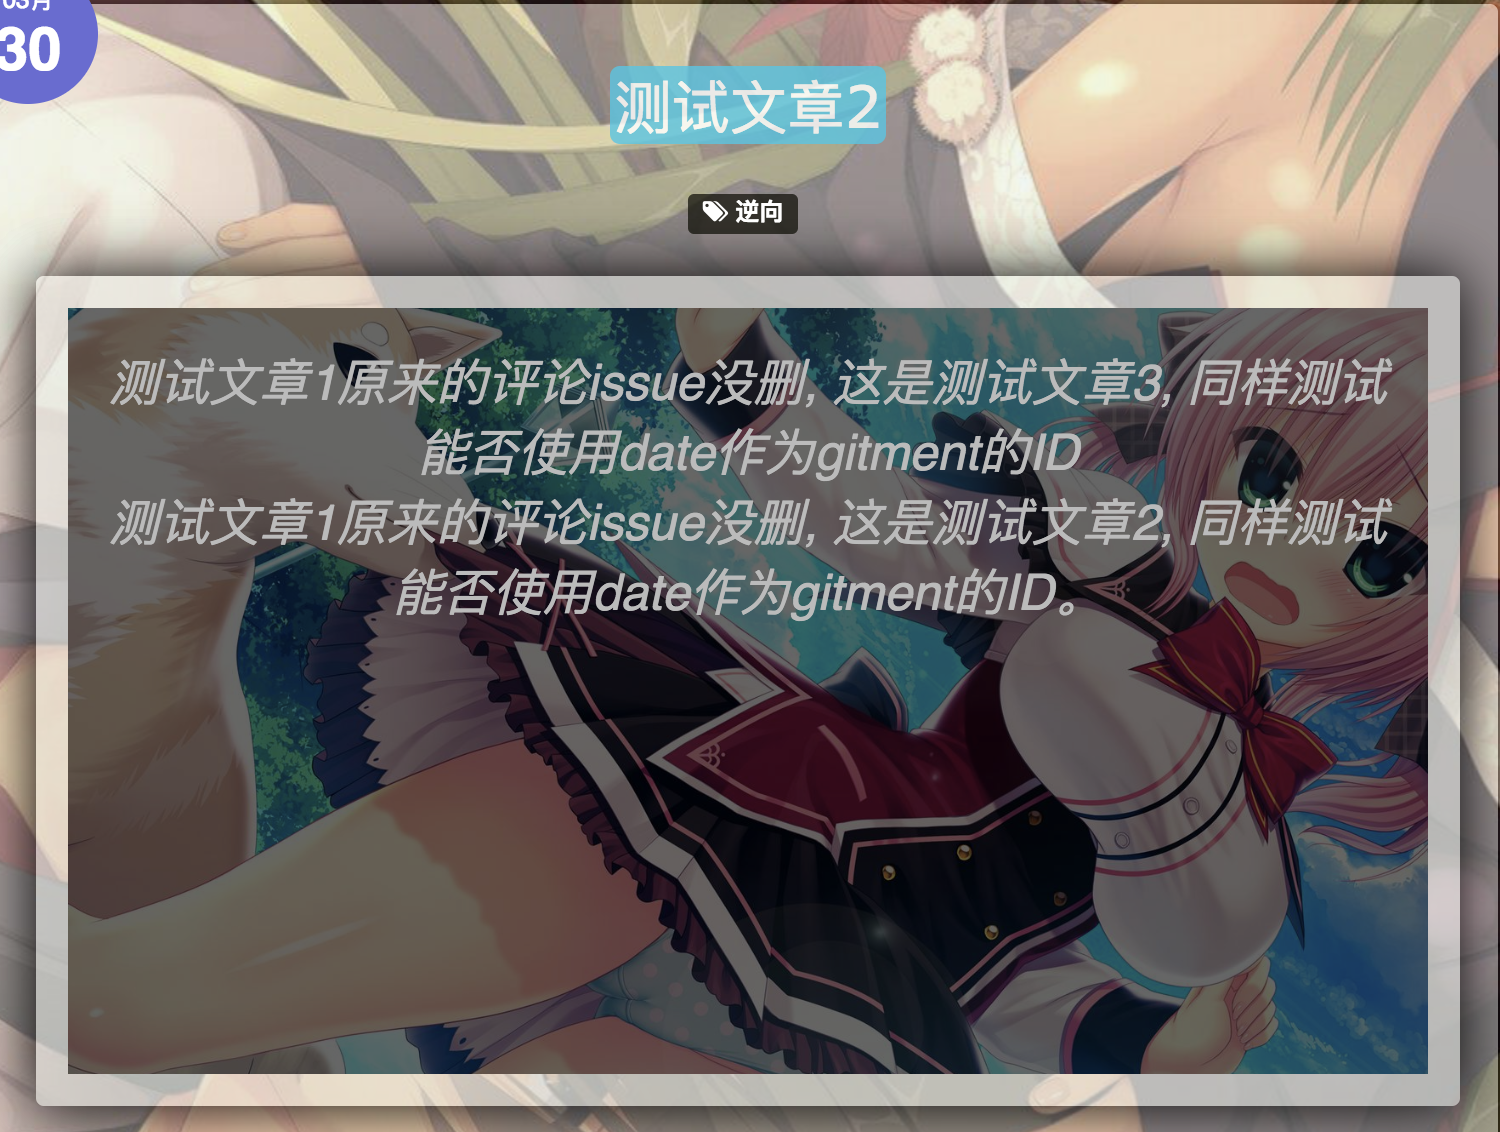 03月
30
测试文章2
逆向
测试文章1原来的评论issue没删, 这是测试文章3, 同样测试
能否使用date作为gitment的ID
测试文章1原来的评论issue没删, 这是测试文章2, 同样测试
能否使用date作为gitment的ID。